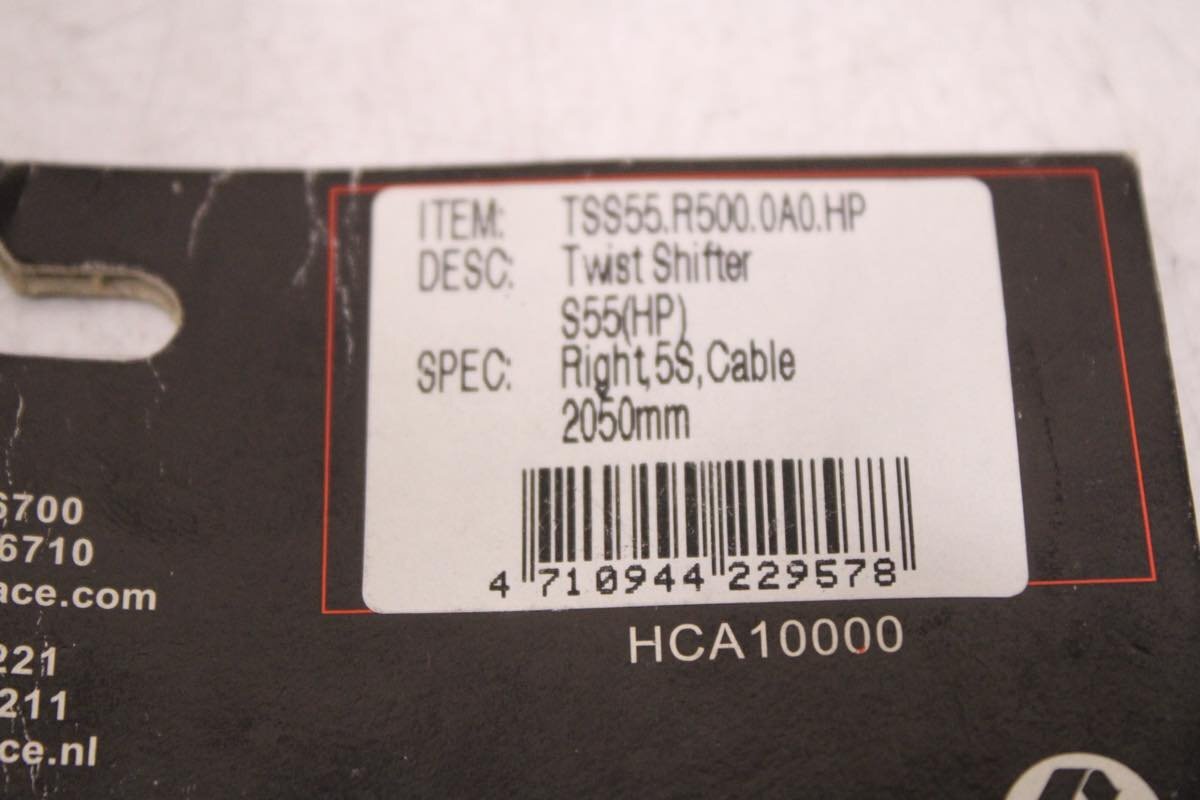 ITEM: TSS55.R500.0A0.HP
DESC: Twist Shifter
S55(HP)
SPEC: Right,5S,Cable
2050mm
4 710944 229578
HCA10000
6700
6710
ace.com
221
211
ce.nl